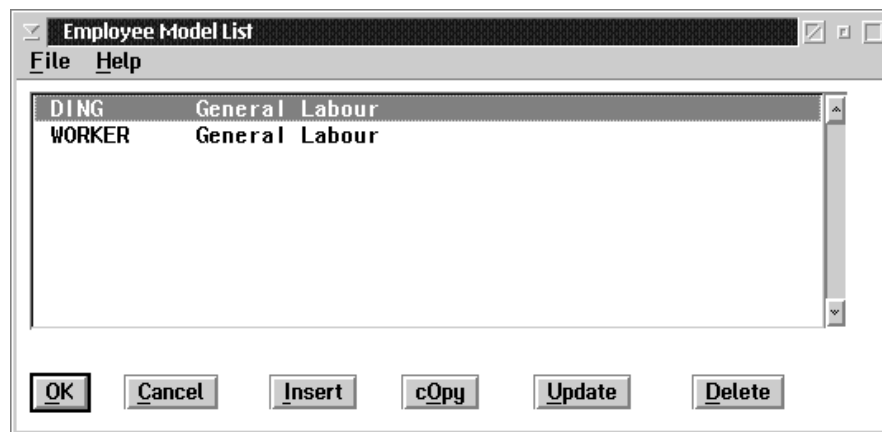 Employee Model List
File Help
DING General Labour
WORKER General Labour
OK Cancel Insert cOpy Update Delete